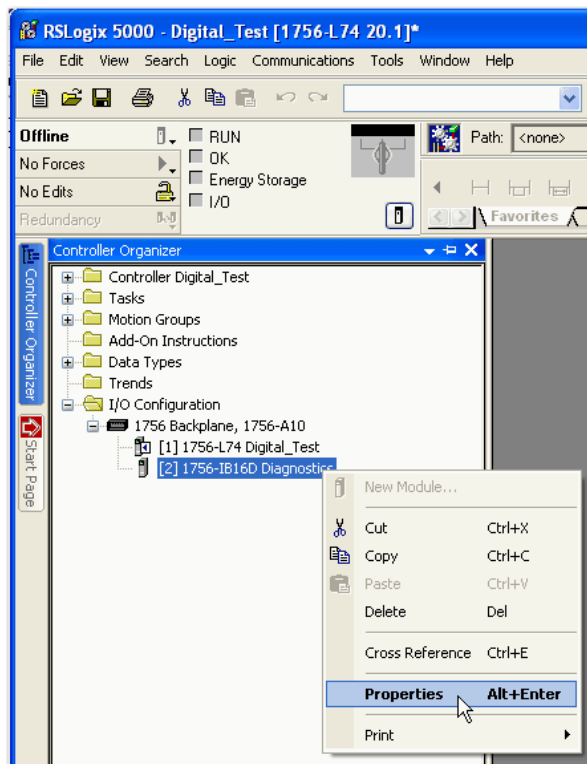 RSLogix 5000 - Digital_Test [1756-L74 20.1]*
File Edit View Search Logic Communications Tools Window Help
Offline RUN Path: <none>
No Forces OK
No Edits Energy Storage
Redundancy I/O Favorites
Controller Organizer
Controller Organizer
Start Page
Controller Digital_Test
Tasks
Motion Groups
Add-On Instructions
Data Types
Trends
I/O Configuration
1756 Backplane, 1756-A10
[1] 1756-L74 Digital_Test
[2] 1756-IB16D Diagnostics
New Module...
Cut Ctrl+X
Copy Ctrl+C
Paste Ctrl+V
Delete Del
Cross Reference Ctrl+E
Properties Alt+Enter
Print